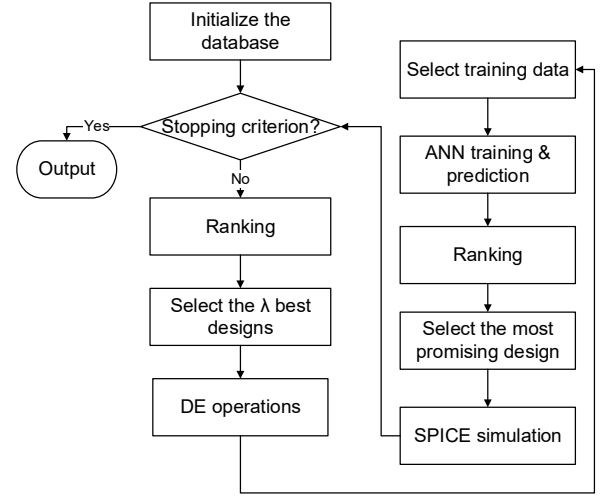 Initialize the
database
Stopping criterion?
Yes
Output
No
Ranking
Select the λ best
designs
DE operations
Select training data
ANN training &
prediction
Ranking
Select the most
promising design
SPICE simulation